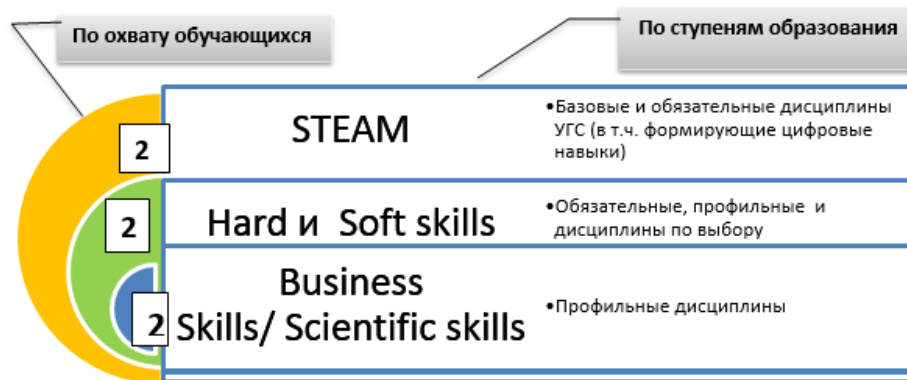 По охвату обучающихся
По ступеням образования
2
STEAM
•Базовые и обязательные дисциплины
УГС (в т.ч. формирующие цифровые
навыки)
2
Hard и Soft skills
•Обязательные, профильные и
дисциплины по выбору
2
Business
Skills/ Scientific skills
•Профильные дисциплины